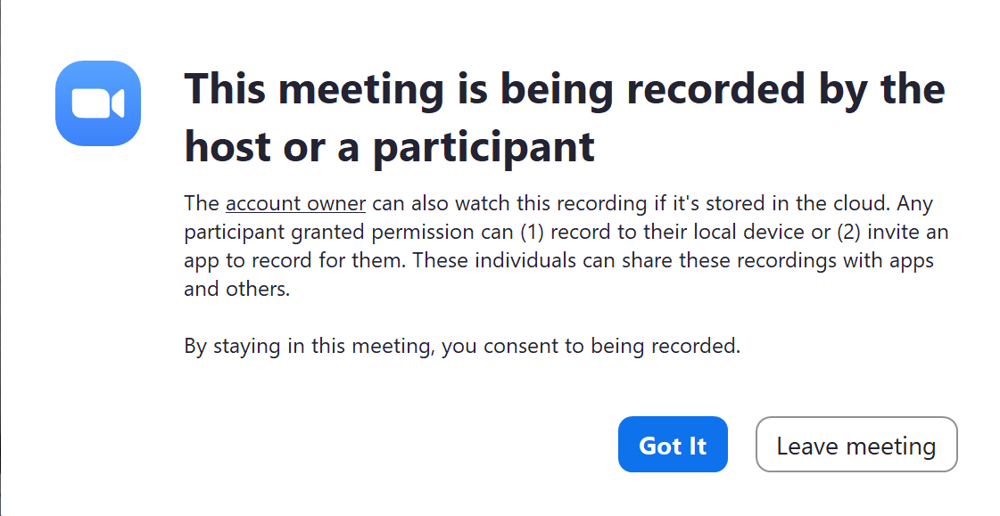 This meeting is being recorded by the
host or a participant
The account owner can also watch this recording if it's stored in the cloud. Any
participant granted permission can (1) record to their local device or (2) invite an
app to record for them. These individuals can share these recordings with apps
and others.
By staying in this meeting, you consent to being recorded.
Got It
Leave meeting